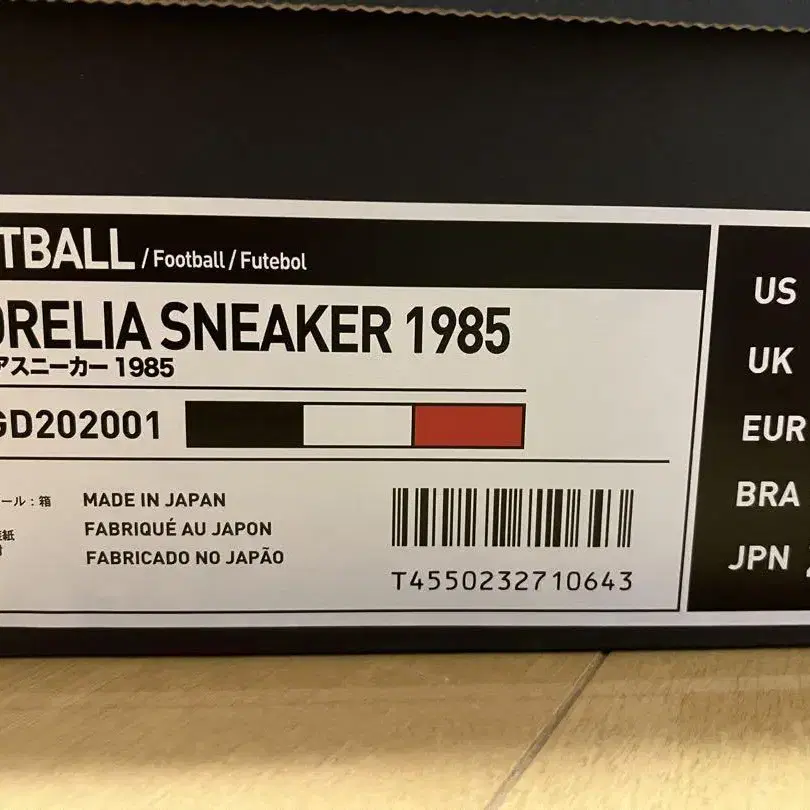 TBALL / Football / Futebol
ORELIA SNEAKER 1985
アスニーカー 1985
GD202001
ール：箱
紙
MADE IN JAPAN
FABRIQUÉ AU JAPON
FABRICADO NO JAPÃO
T4550232710643
US
UK
EUR
BRA
JPN